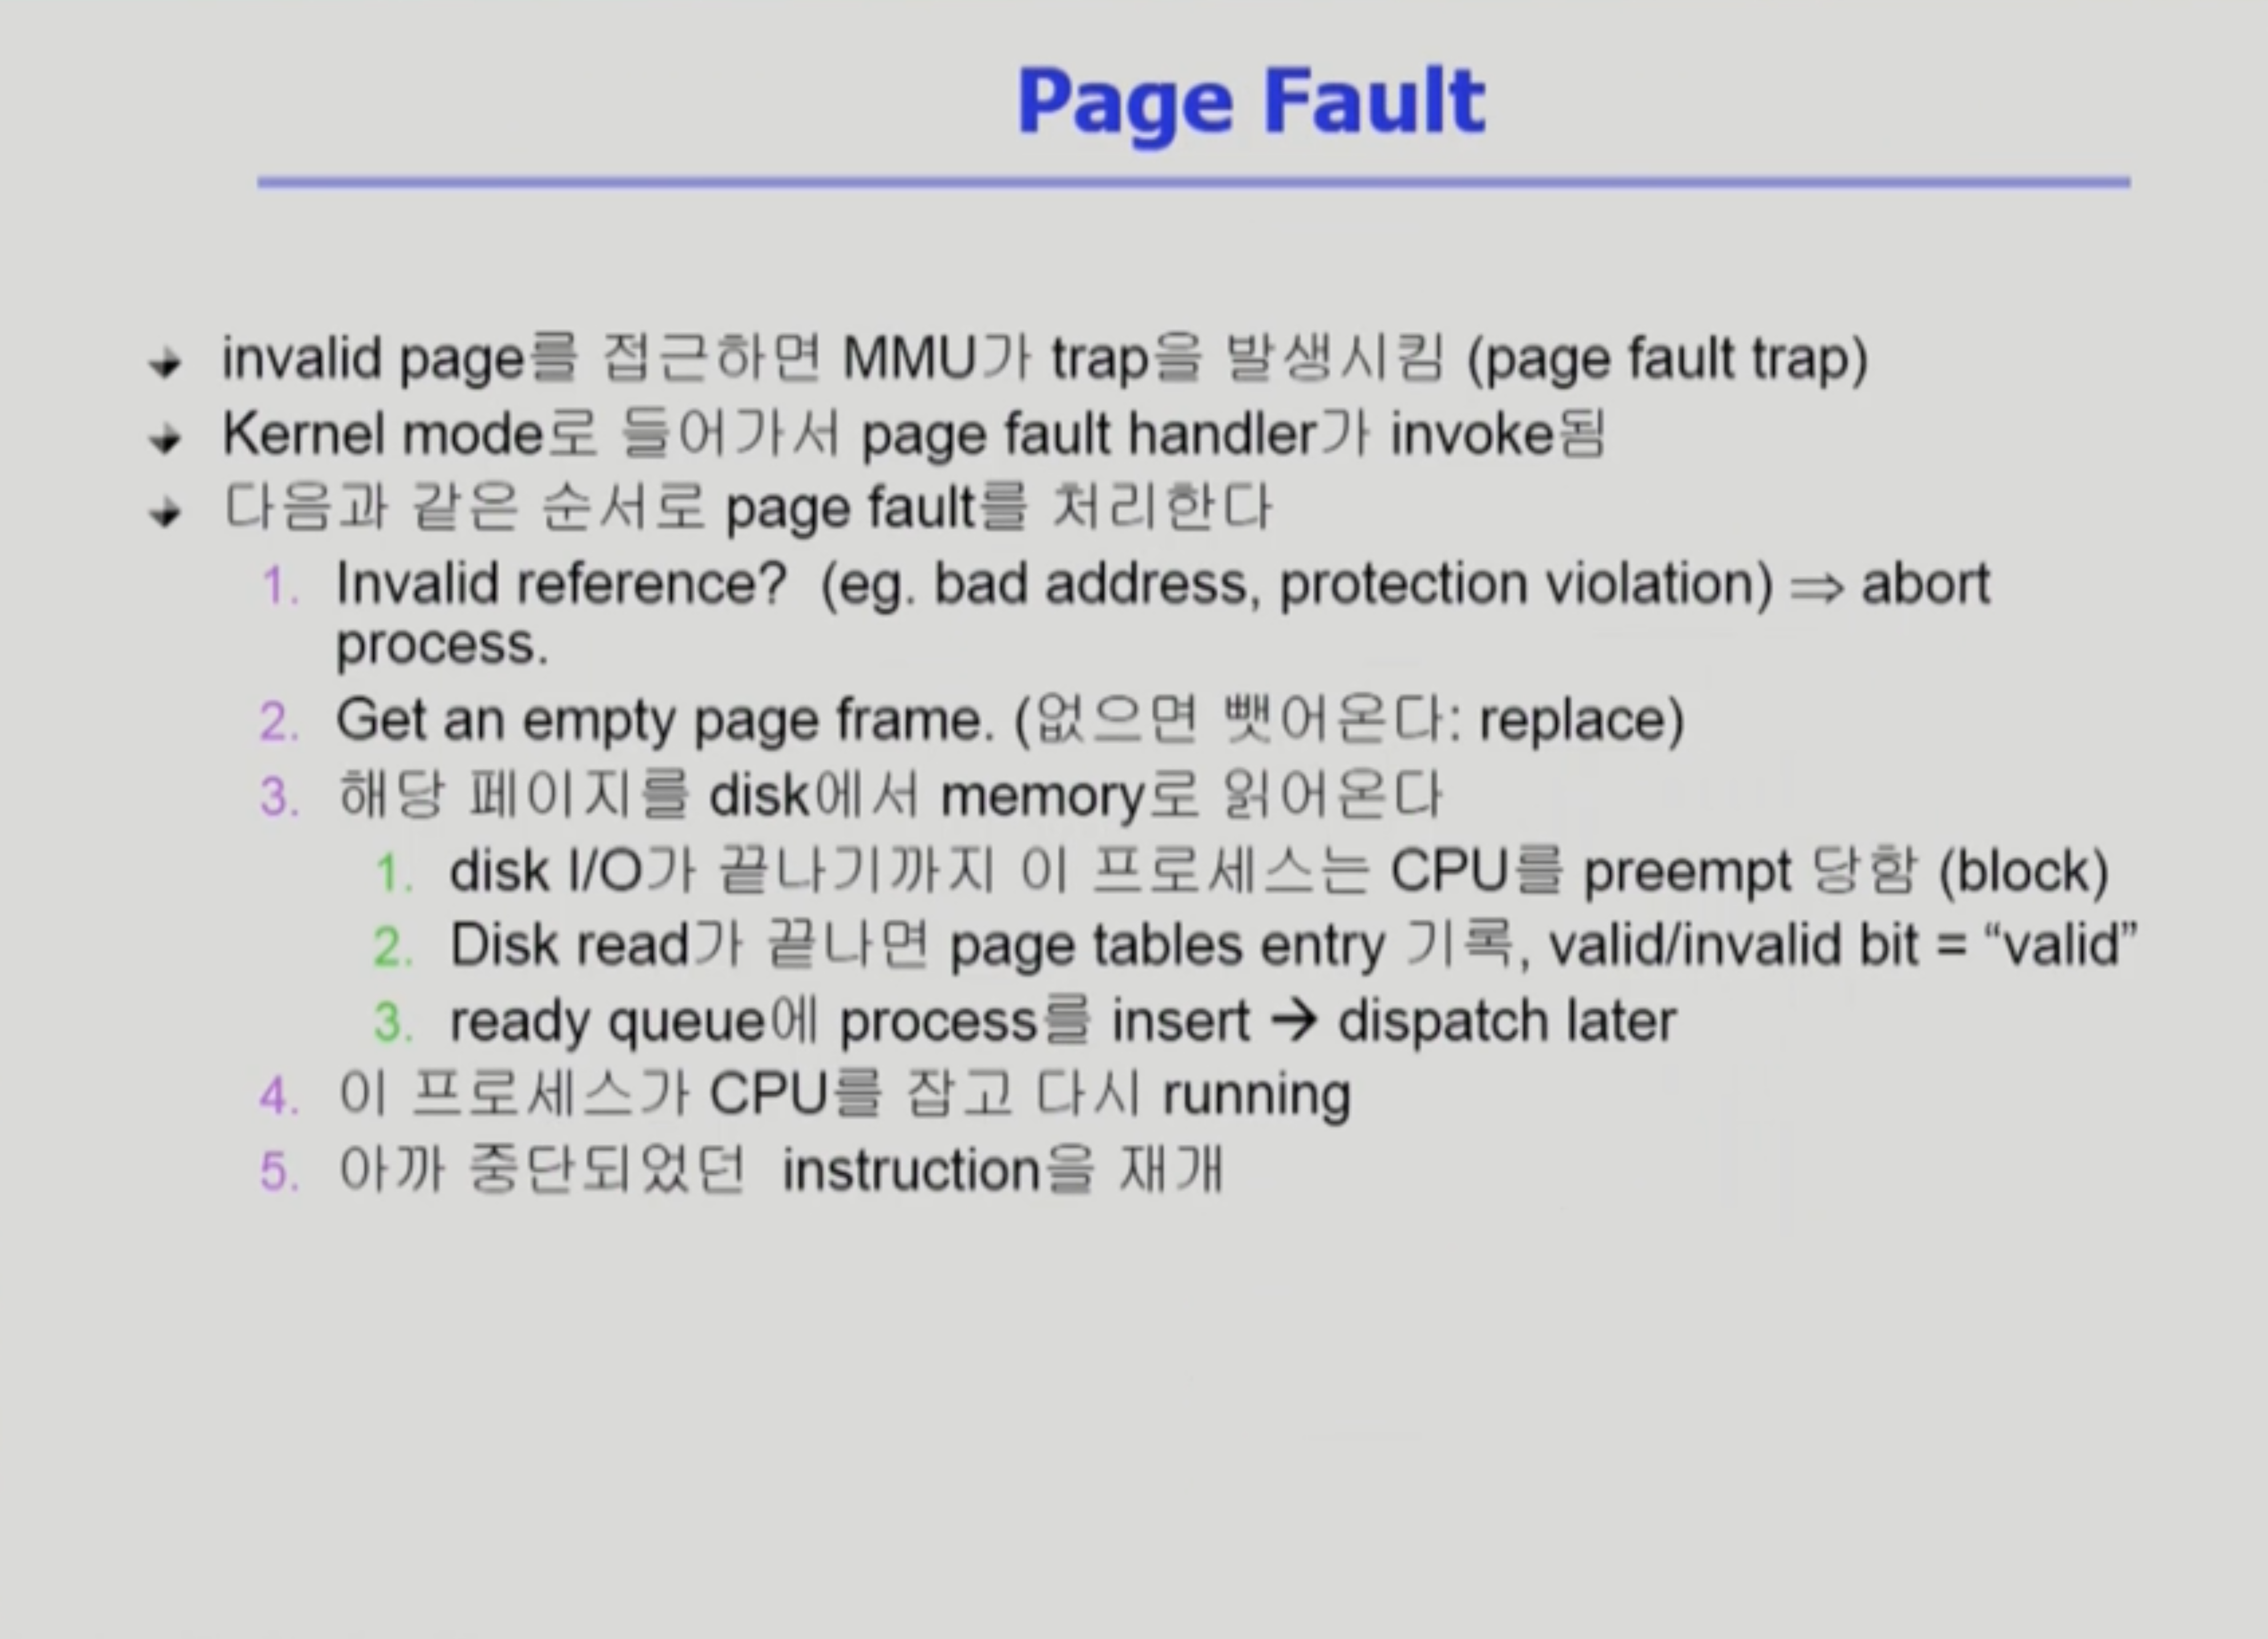 Page Fault
invalid page를 접근하면 MMU가 trap을 발생시킴 (page fault trap)
Kernel mode로 들어가서 page fault handler가 invoke됨
다음과 같은 순서로 page fault를 처리한다
1. Invalid reference? (eg. bad address, protection violation) ⇒ abort
process.
2. Get an empty page frame. (없으면 뺏어온다: replace)
3. 해당 페이지를 disk에서 memory로 읽어온다
1. disk I/O가 끝나기까지 이 프로세스는 CPU를 preempt 당함 (block)
2. Disk read가 끝나면 page tables entry 기록, valid/invalid bit = “valid”
3. ready queue에 process를 insert → dispatch later
4. 이 프로세스가 CPU를 잡고 다시 running
5. 아까 중단되었던 instruction을 재개